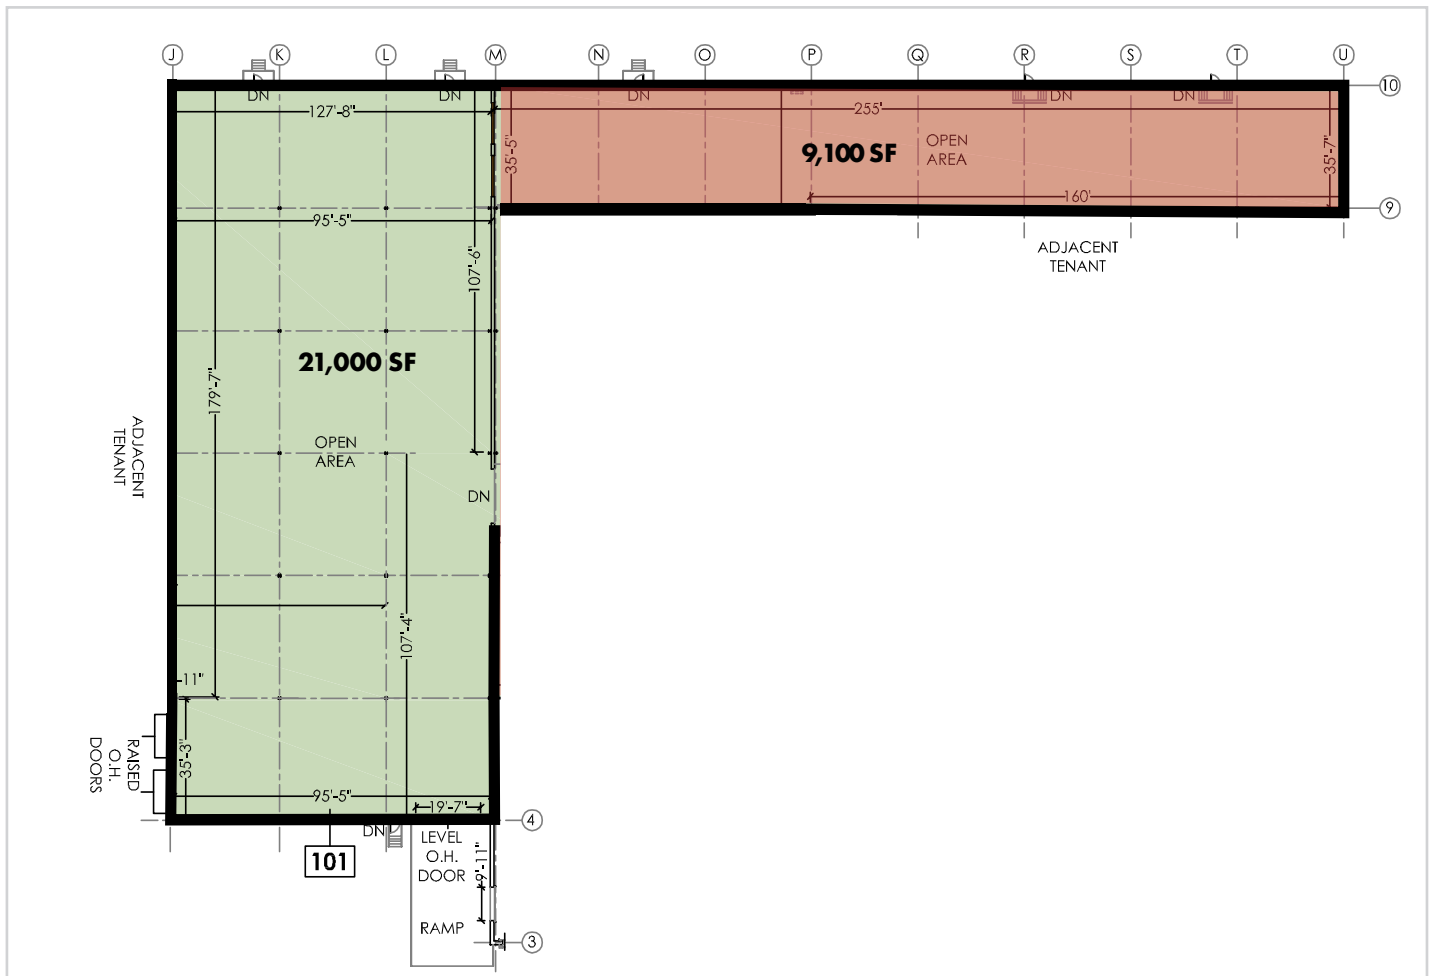 J
K
L
M
N
O
P
Q
R
S
T
U
10
DN
DN
DN
DN
DN
127'-8"
255'
35'-5"
9,100 SF
OPEN
AREA
35'-7"
160'
9
95'-5"
107'-6"
ADJACENT
TENANT
21,000 SF
179'-7"
ADJACENT
TENANT
OPEN
AREA
DN
107'-4"
-11"
RAISED
O.H.
DOORS
35'-3"
95'-5"
19'-7"
4
DN
LEVEL
O.H.
DOOR
9'-11"
101
RAMP
3